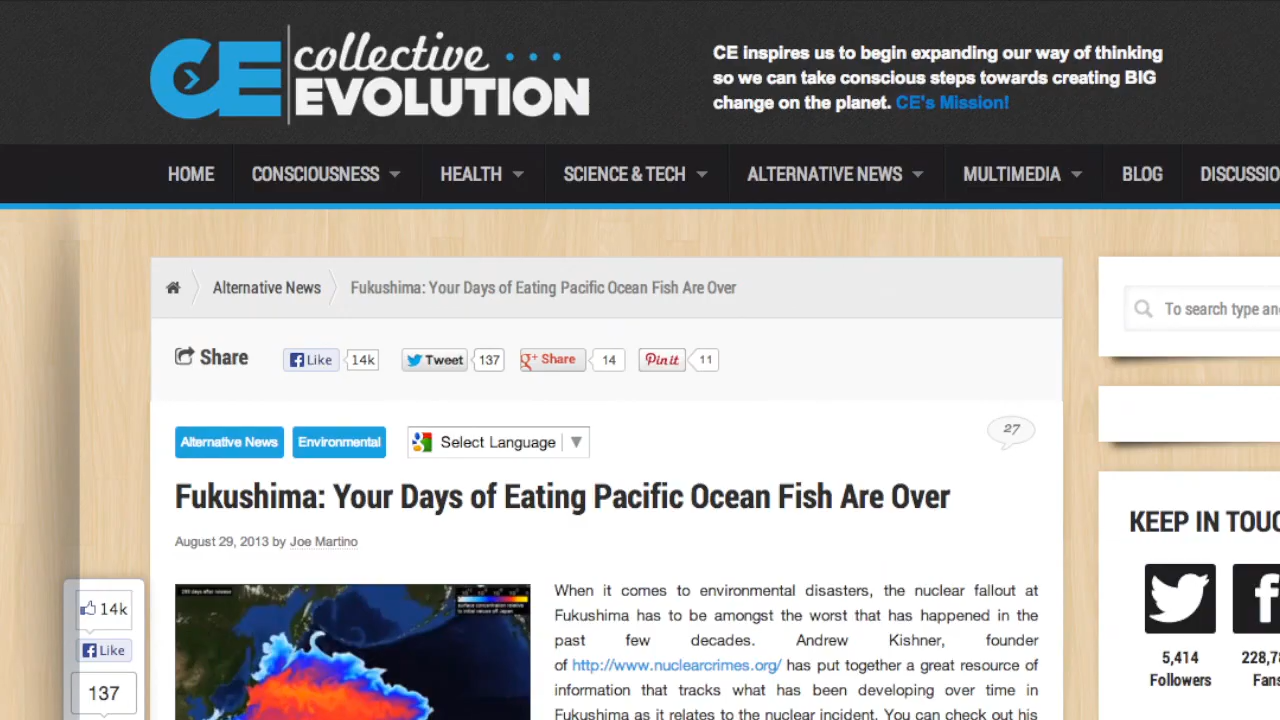 CE collective
EVOLUTION
CE inspires us to begin expanding our way of thinking
so we can take conscious steps towards creating BIG
change on the planet. CE's Mission!
HOME CONSCIOUSNESS HEALTH SCIENCE & TECH ALTERNATIVE NEWS MULTIMEDIA BLOG DISCUSSIO
Alternative News Fukushima: Your Days of Eating Pacific Ocean Fish Are Over
To search type an
Share Like 14k Tweet 137 g+ Share 14 Pin it 11
Alternative News Environmental Select Language ▼ 27
Fukushima: Your Days of Eating Pacific Ocean Fish Are Over
August 29, 2013 by Joe Martino
KEEP IN TOUC
5,414
Followers
228,78
Fans
14k
Like
137
When it comes to environmental disasters, the nuclear fallout at
Fukushima has to be amongst the worst that has happened in the
past few decades. Andrew Kishner, founder
of http://www.nuclearcrimes.org/ has put together a great resource of
information that tracks what has been developing over time in
Fukushima as it relates to the nuclear incident. You can check out his